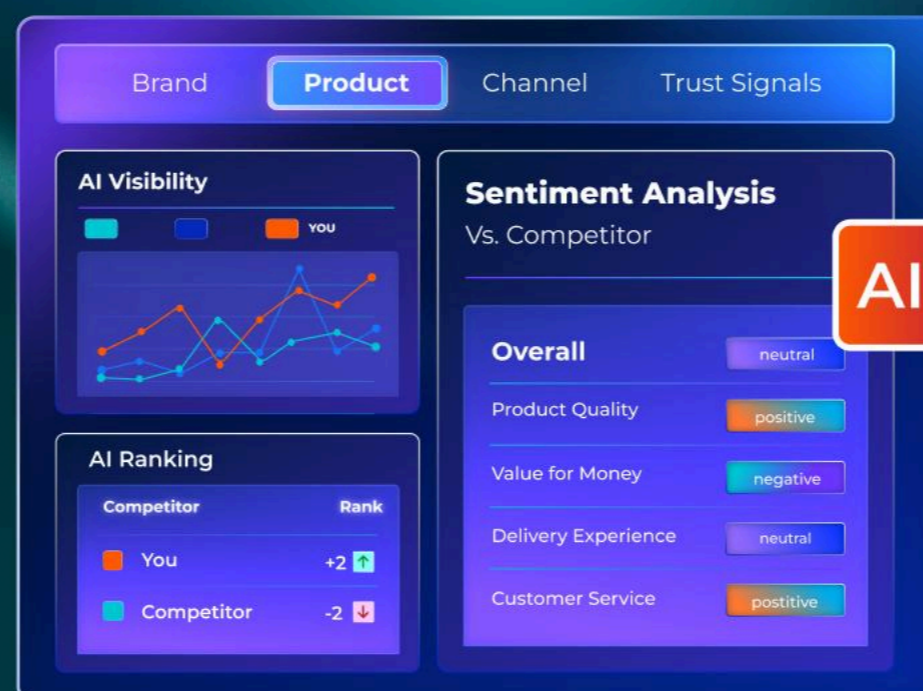 Brand Product Channel Trust Signals
AI Visibility
YOU
AI Ranking
Competitor Rank
You +2
Competitor -2
Sentiment Analysis
Vs. Competitor
AI
Overall neutral
Product Quality positive
Value for Money negative
Delivery Experience neutral
Customer Service postitive